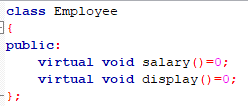 class Employee
{
public:
    virtual void salary()=0;
    virtual void display()=0;
};